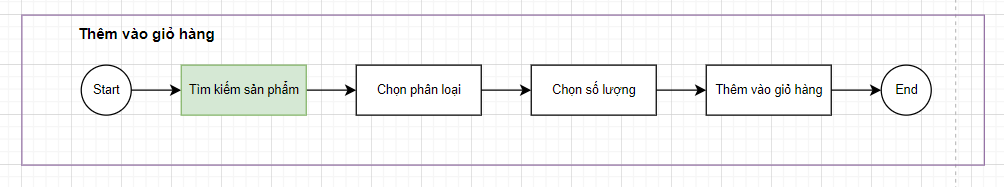 Thêm vào giỏ hàng
Start
Tìm kiếm sản phẩm
Chọn phân loại
Chọn số lượng
Thêm vào giỏ hàng
End